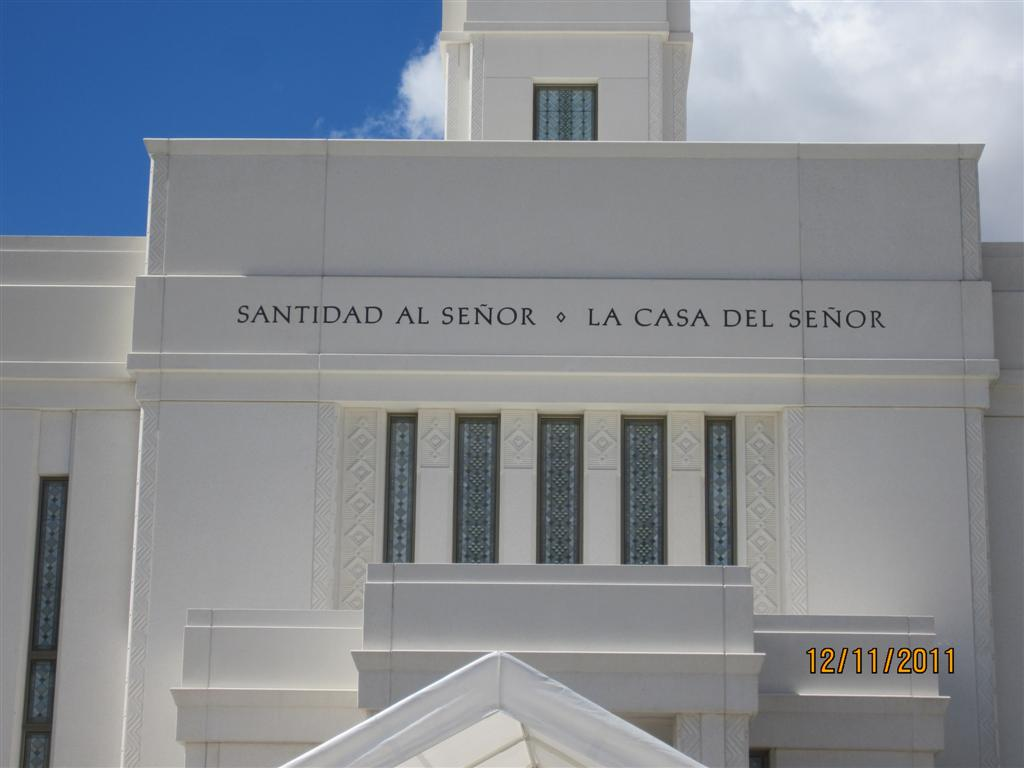 SANTIDAD AL SEÑOR ⋄ LA CASA DEL SEÑOR
12/11/2011